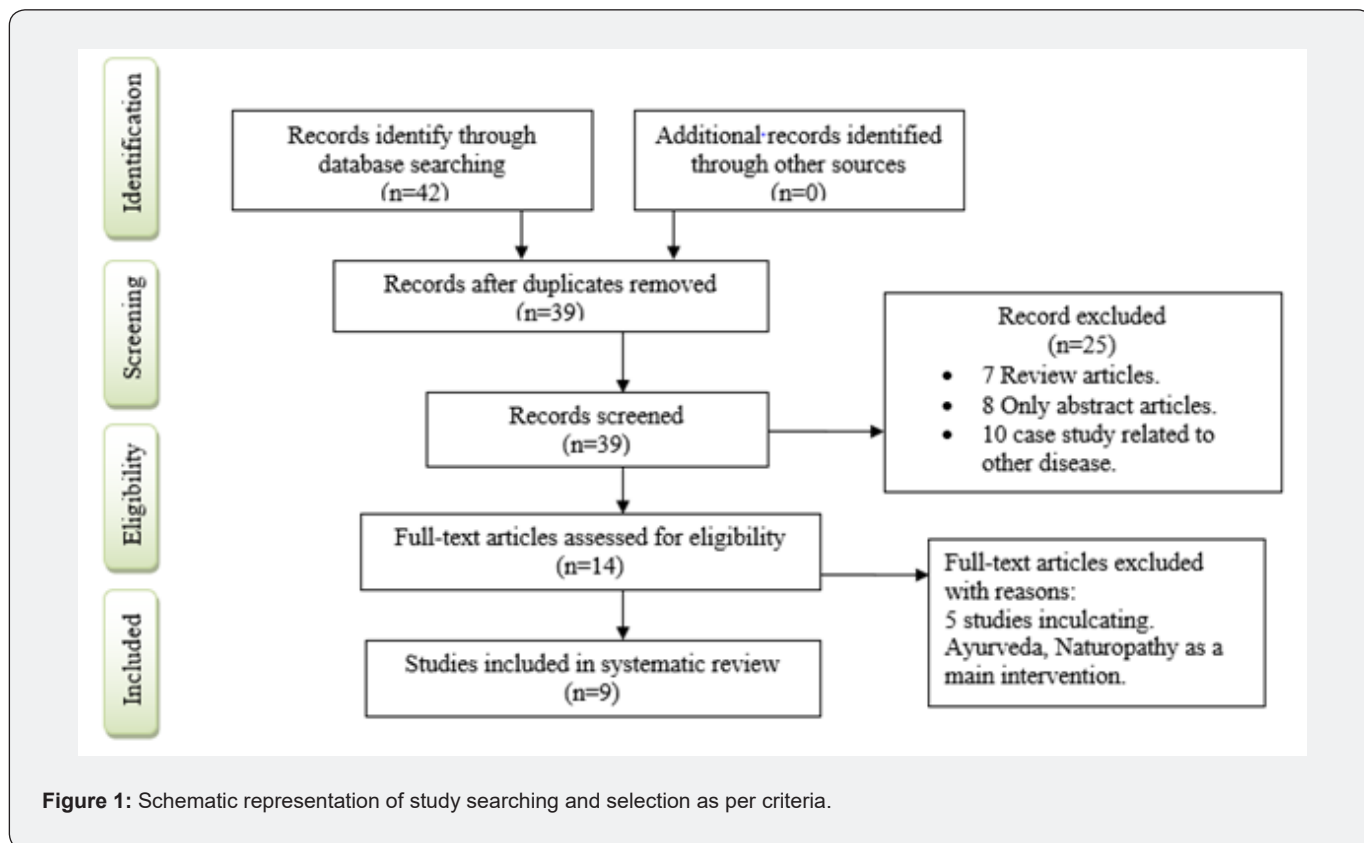 Identification
Records identify through
database searching
(n=42)
Additional records identified
through other sources
(n=0)
Screening
Records after duplicates removed
(n=39)
Record excluded
(n=25)
• 7 Review articles.
• 8 Only abstract articles.
• 10 case study related to
other disease.
Records screened
(n=39)
Eligibility
Full-text articles assessed for eligibility
(n=14)
Full-text articles excluded
with reasons:
5 studies inculcating.
Ayurveda, Naturopathy as a
main intervention.
Included
Studies included in systematic review
(n=9)
Figure 1: Schematic representation of study searching and selection as per criteria.